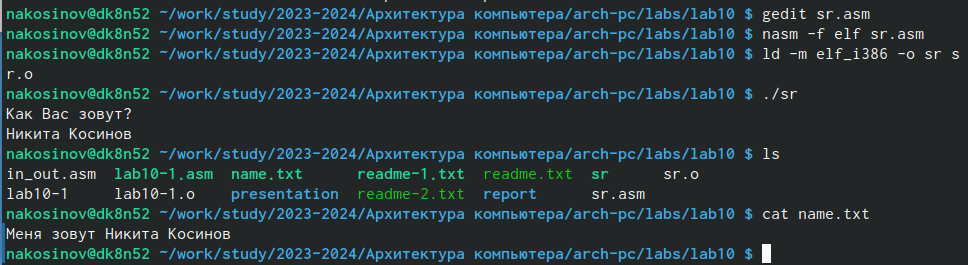 nakosinov@dk8n52 ~/work/study/2023-2024/Архитектура компьютера/arch-pc/labs/lab10 $ gedit sr.asm
nakosinov@dk8n52 ~/work/study/2023-2024/Архитектура компьютера/arch-pc/labs/lab10 $ nasm -f elf sr.asm
nakosinov@dk8n52 ~/work/study/2023-2024/Архитектура компьютера/arch-pc/labs/lab10 $ ld -m elf_i386 -o sr s
r.o
nakosinov@dk8n52 ~/work/study/2023-2024/Архитектура компьютера/arch-pc/labs/lab10 $ ./sr
Как Вас зовут?
Никита Косинов
nakosinov@dk8n52 ~/work/study/2023-2024/Архитектура компьютера/arch-pc/labs/lab10 $ ls
in_out.asm lab10-1.asm name.txt readme-1.txt readme.txt sr sr.o
lab10-1 lab10-1.o presentation readme-2.txt report sr.asm
nakosinov@dk8n52 ~/work/study/2023-2024/Архитектура компьютера/arch-pc/labs/lab10 $ cat name.txt
Меня зовут Никита Косинов
nakosinov@dk8n52 ~/work/study/2023-2024/Архитектура компьютера/arch-pc/labs/lab10 $